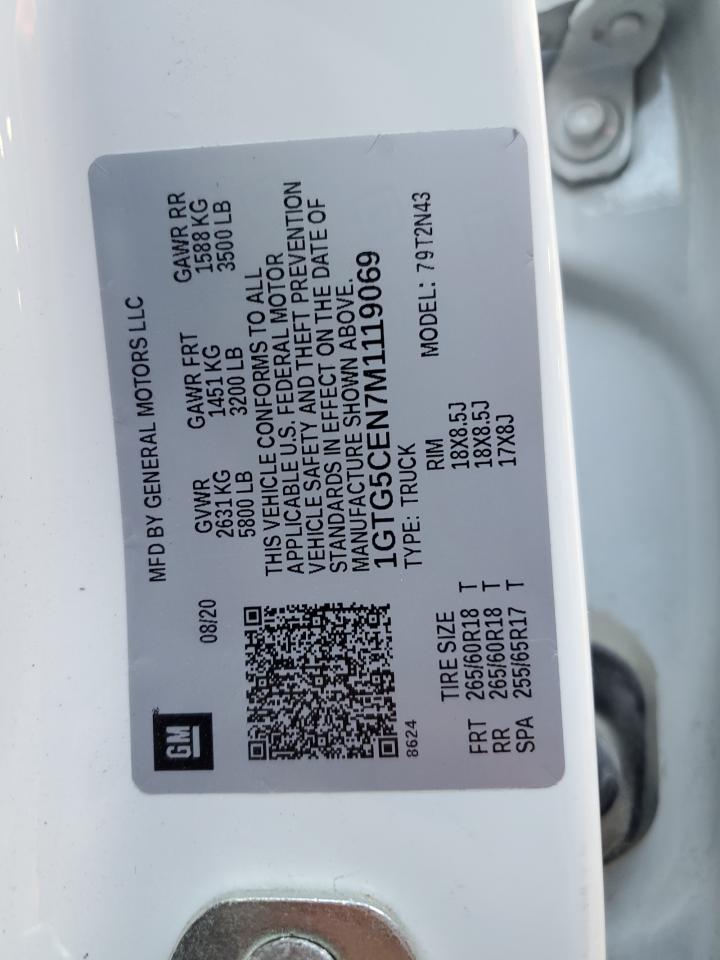 GM
08/20
MFD BY GENERAL MOTORS LLC
GVWR GAWR FRT GAWR RR
2631 KG 1451 KG 1588 KG
5800 LB 3200 LB 3500 LB
THIS VEHICLE CONFORMS TO ALL
APPLICABLE U.S. FEDERAL MOTOR
VEHICLE SAFETY AND THEFT PREVENTION
STANDARDS IN EFFECT ON THE DATE OF
MANUFACTURE SHOWN ABOVE.
1GTG5CEN7M1119069
8624
TYPE: TRUCK MODEL: 79T2N43
TIRE SIZE RIM
FRT 265/60R18 T 18X8.5J
RR 265/60R18 T 18X8.5J
SPA 255/65R17 T 17X8J